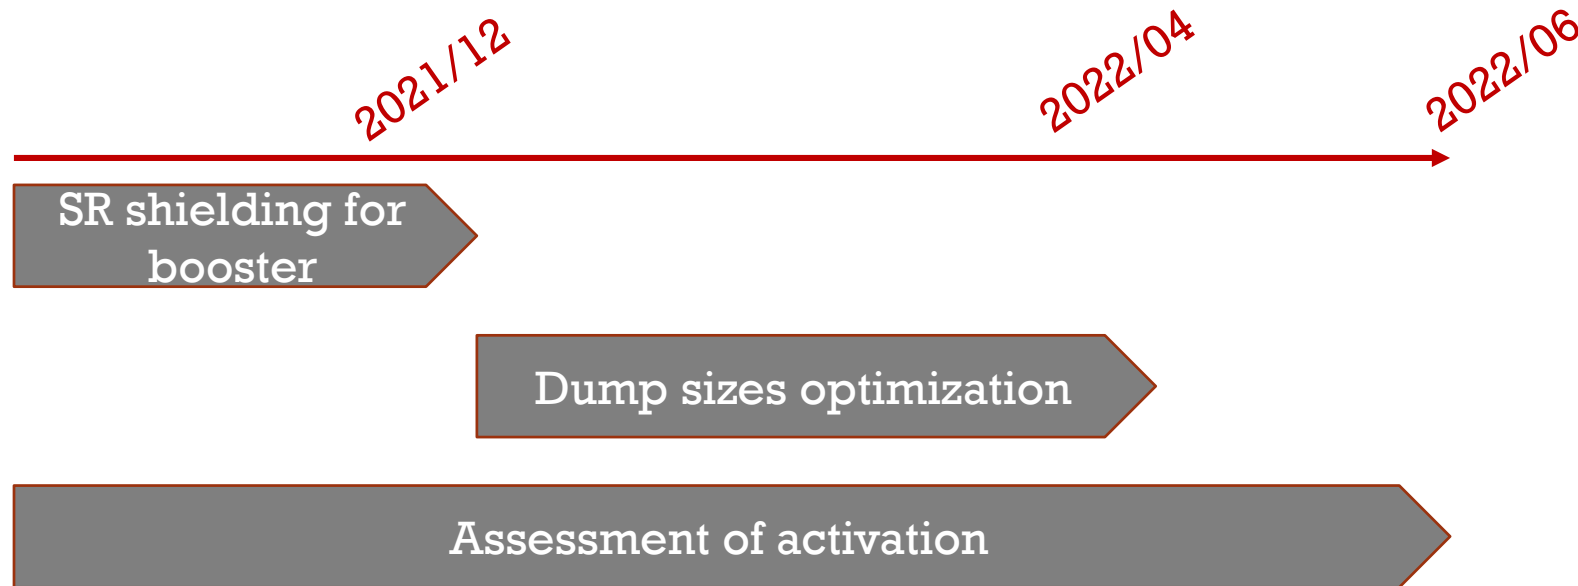 2021/12
2022/04
2022/06
SR shielding for
booster
Dump sizes optimization
Assessment of activation